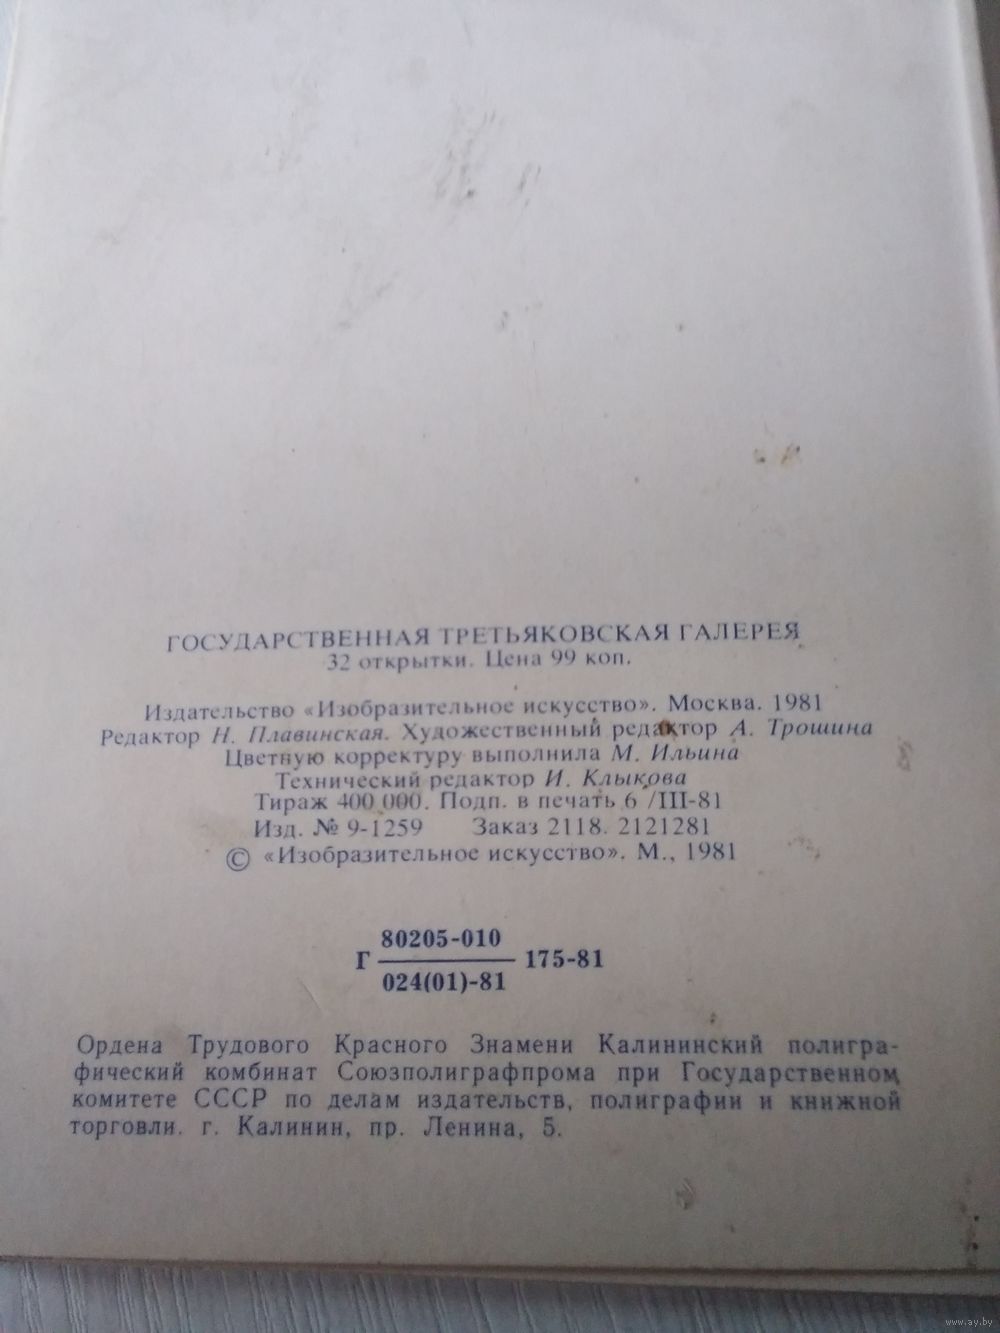 ГОСУДАРСТВЕННАЯ ТРЕТЬЯКОВСКАЯ ГАЛЕРЕЯ
32 открытки. Цена 99 коп.
Издательство «Изобразительное искусство». Москва. 1981
Редактор Н. Плавинская. Художественный редактор А. Трошина
Цветную корректуру выполнила М. Ильина
Технический редактор И. Клыкова
Тираж 400 000. Подп. в печать 6 /III-81
Изд. № 9-1259 Заказ 2118. 2121281
© «Изобразительное искусство». М., 1981
80205-010
Г 175-81
024(01)-81
Ордена Трудового Красного Знамени Калининский полигра-
фический комбинат Союзполиграфпрома при Государственном
комитете СССР по делам издательств, полиграфии и книжной
торговли. г. Калинин, пр. Ленина, 5.
www.ay.by